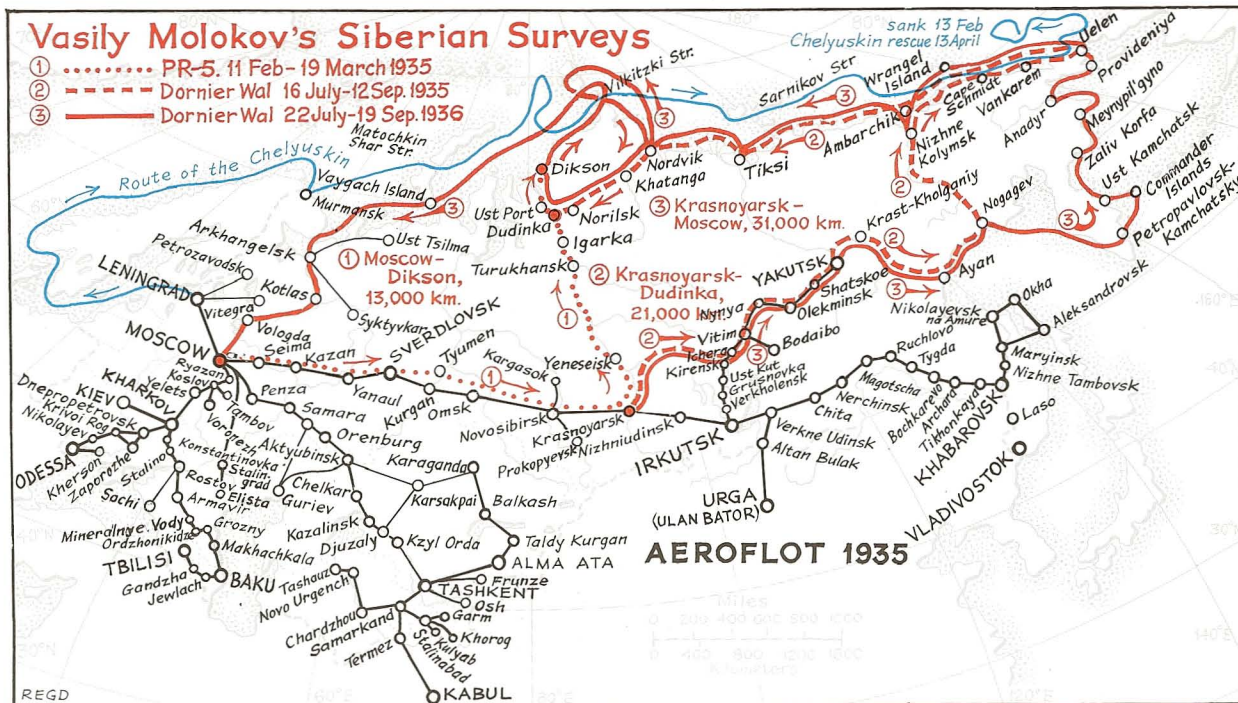 Vasily Molokov's Siberian Surveys
① PR-5. 11 Feb-19 March 1935
② Dornier Wal 16 July-12 Sep. 1935
③ Dornier Wal 22 July-19 Sep. 1936
sank 13 Feb
Chelyuskin rescue 13 April
Route of the Chelyuskin
Matochkin
Shar Str.
Vilkitzki Str.
Sarnikov Str
Wrangel
Island
Cape
Schmidt
Vankarem
Uelen
Provideniya
Anadyr
Meynypil'gyno
Zaliv Korfa
Ust Kamchatsk
Commander
Islands
Petropavlovsk-
Kamchatsky
Ambarchik
Nizhne
Kolymsk
Tiksi
Nordvik
Khatanga
Dikson
Ust Port
Dudinka
Norilsk
Igarka
Turukhansk
Vaygach Island
Murmansk
Arkhangelsk
Petrozavodsk
Ust Tsilma
LENINGRAD
Kotlas
Vitegra
Syktyvkar
Vologda
① Moscow-
Dikson,
13,000 km.
② Krasnoyarsk-
Dudinka,
21,000 km.
③ Krasnoyarsk-
Moscow, 31,000 km.
Krast-Kholganiy
Nogagev
Ayan
YAKUTSK
Shatskoe
Olekminsk
Nynya
Vitim
Bodaibo
Tchera
Kirensk
Ust Kut
Grusnovka
Verkholensk
MOSCOW
Seima
Kazan
Yanaul
SVERDLOVSK
Tyumen
Kurgan
Omsk
Kargasok
Novosibirsk
Prokopyevsk
Yeneseisk
Krasnoyarsk
Nizhniudinsk
IRKUTSK
Verkne Udinsk
Altan Bulak
URGA
(ULAN BATOR)
Chita
Nerchinsk
Magotscha
Ruchlovo
Tygda
Bochkarevo
Archara
Tikhonkaya
KHABAROVSK
Nikolayevsk
na Amure
Okha
Aleksandrovsk
Maryinsk
Nizhne Tambovsk
Laso
VLADIVOSTOK
Ryazan
Koslov
Yelets
Tambov
Voronezh
Penza
Samara
Orenburg
Aktyubinsk
KHARKOV
KIEV
Dnepropetrovsk
Krivoi Rog
Nikolayev
ODESSA
Kherson
Zaporozhe
Stalino
Konstantinovka
Stalin
grad
Rostov
Elista
Sochi
Armavir
Mineralnye. Vody
Ordzhonikidze
Grozny
Makhachkala
TBILISI
Gandzha
Jewlach
BAKU
Guriev
Chelkar
Kazalinsk
Djuzaly
Kzyl Orda
Karaganda
Karsakpai
Balkash
Taldy Kurgan
ALMA ATA
Frunze
TASHKENT
Osh
Tashauz
Novo Urgench
Chardzhou
Samarkand
Garm
Khorog
Kulyab
Stalinabad
Termez
KABUL
AEROFLOT 1935
Miles
0 200 400 600 800 1000
0 400 800 1200 1600
Kilometers
REGD